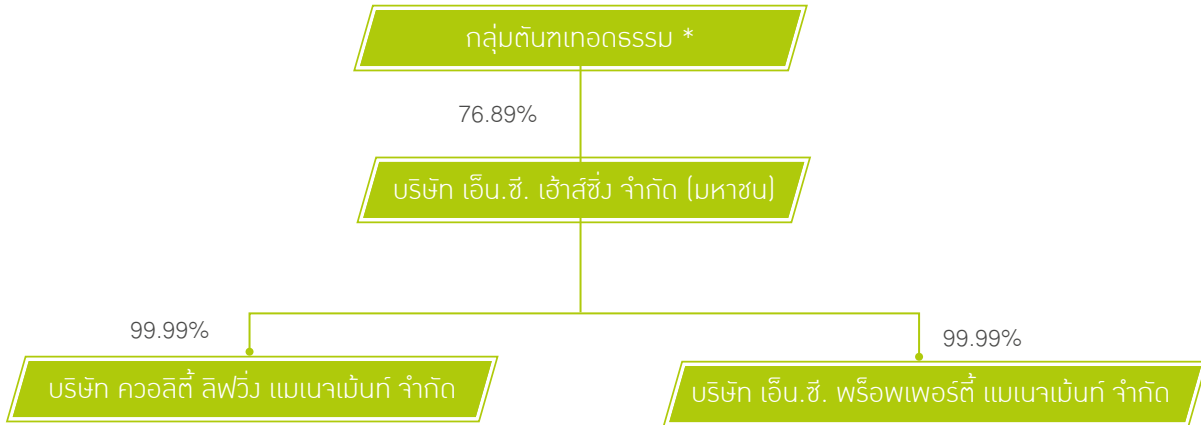 กลุ่มตันฑเทอดธรรม *
76.89%
บริษัท เอ็น.ซี. เฮ้าส์ซิ่ง จำกัด (มหาชน)
99.99%
99.99%
บริษัท ควอลิตี้ ลิฟวิ่ง แมเนจเม้นท์ จำกัด
บริษัท เอ็น.ซี. พร็อพเพอร์ตี้ แมเนจเม้นท์ จำกัด